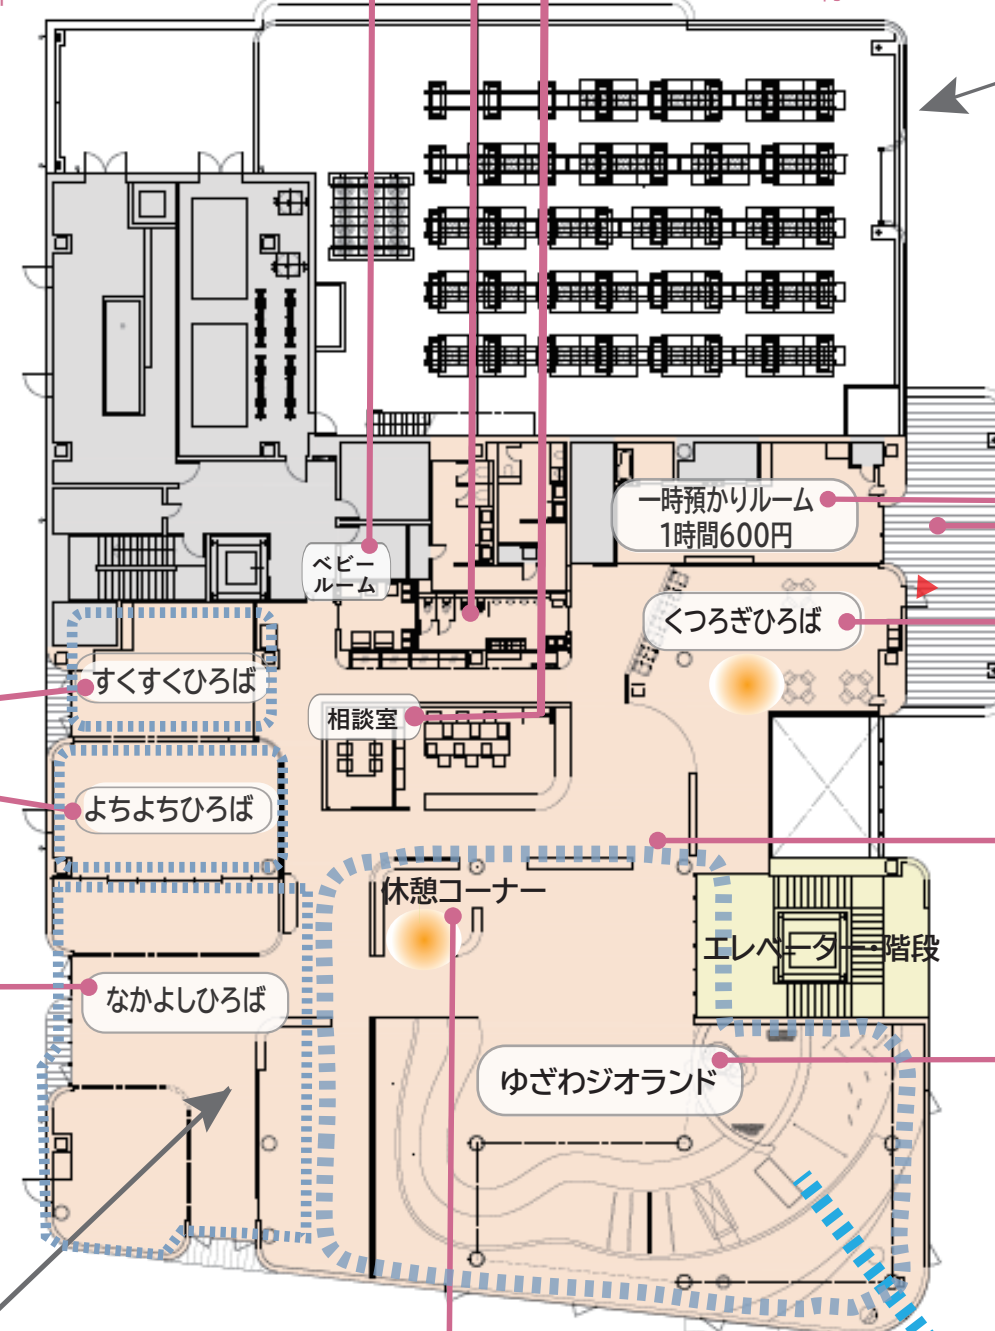 一時預かりルーム
1時間600円
ベビー
ルーム
くつろぎひろば
すくすくひろば
相談室
よちよちひろば
休憩コーナー
エレベーター・階段
なかよしひろば
ゆざわジオランド